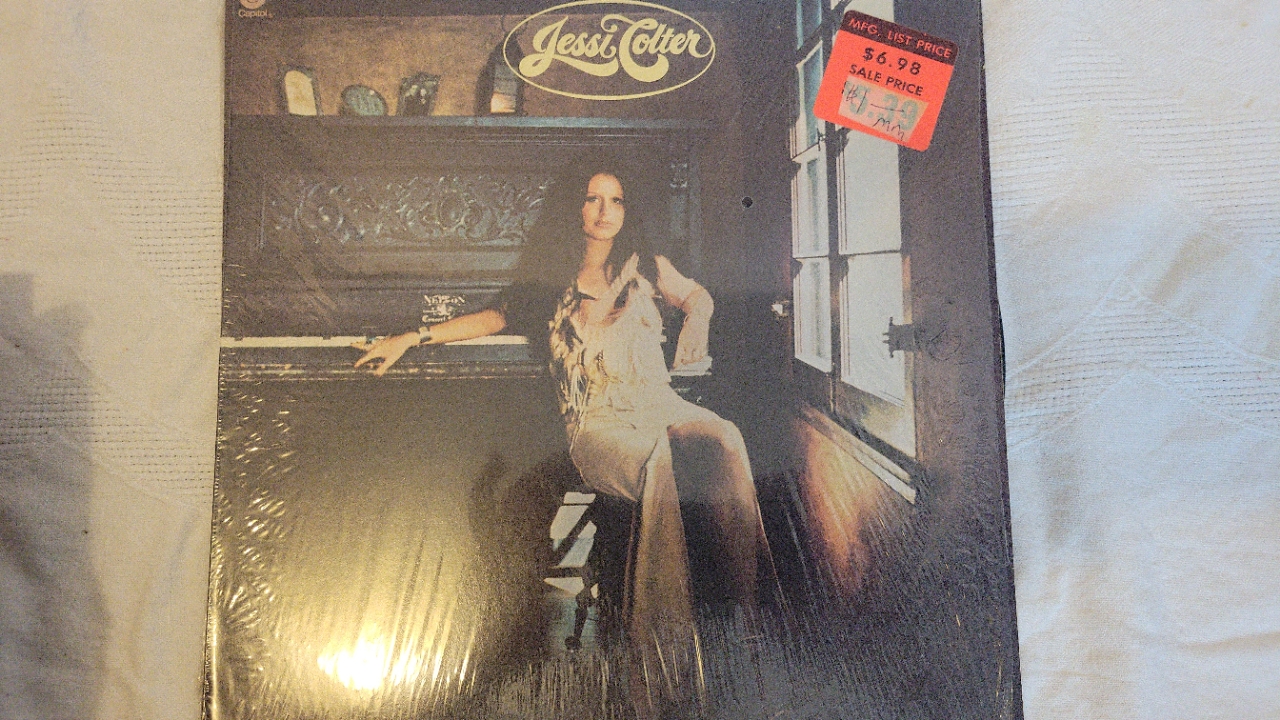 Capitol
Jessi Colter
MFG. LIST PRICE
$6.98
SALE PRICE